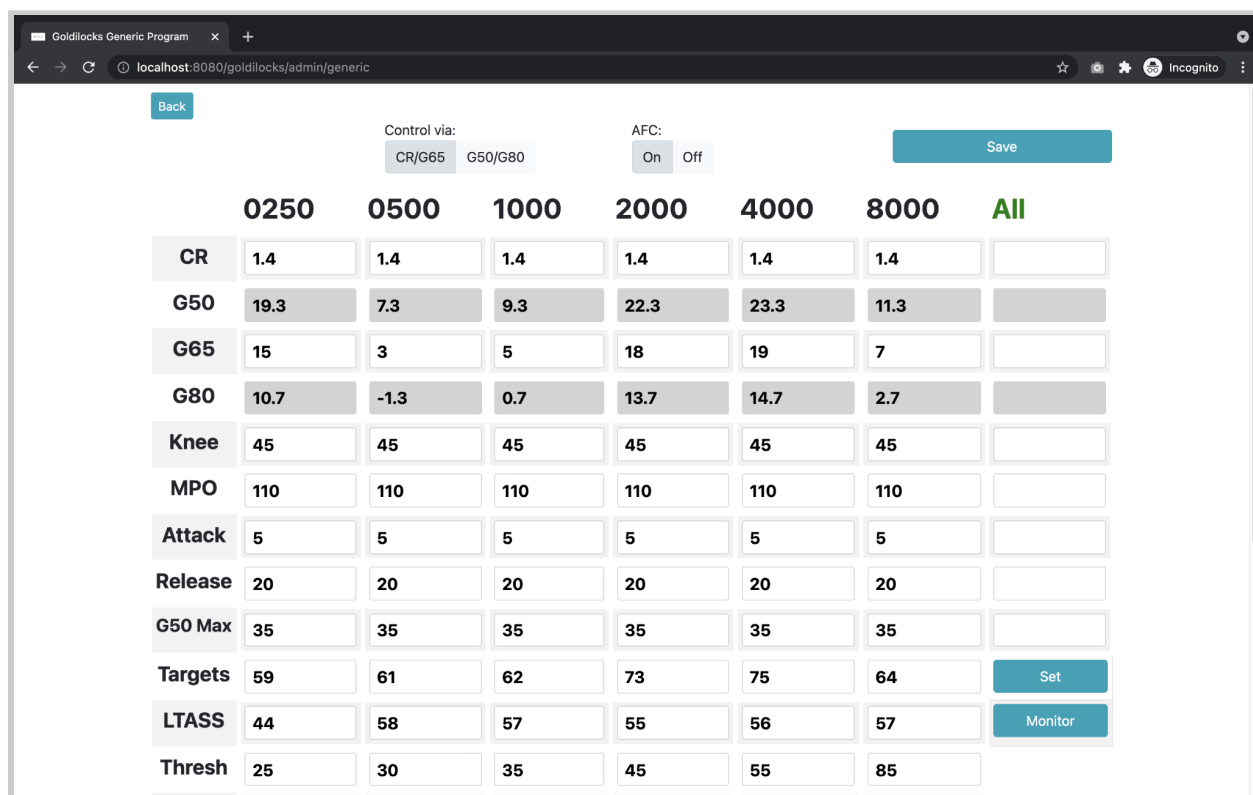 Goldilocks Generic Program
localhost:8080/goldilocks/admin/generic
Incognito
Back
Control via:
AFC:
CR/G65 G50/G80
On Off
Save
0250 0500 1000 2000 4000 8000 All
CR 1.4 1.4 1.4 1.4 1.4 1.4
G50 19.3 7.3 9.3 22.3 23.3 11.3
G65 15 3 5 18 19 7
G80 10.7 -1.3 0.7 13.7 14.7 2.7
Knee 45 45 45 45 45 45
MPO 110 110 110 110 110 110
Attack 5 5 5 5 5 5
Release 20 20 20 20 20 20
G50 Max 35 35 35 35 35 35
Targets 59 61 62 73 75 64 Set
LTASS 44 58 57 55 56 57 Monitor
Thresh 25 30 35 45 55 85